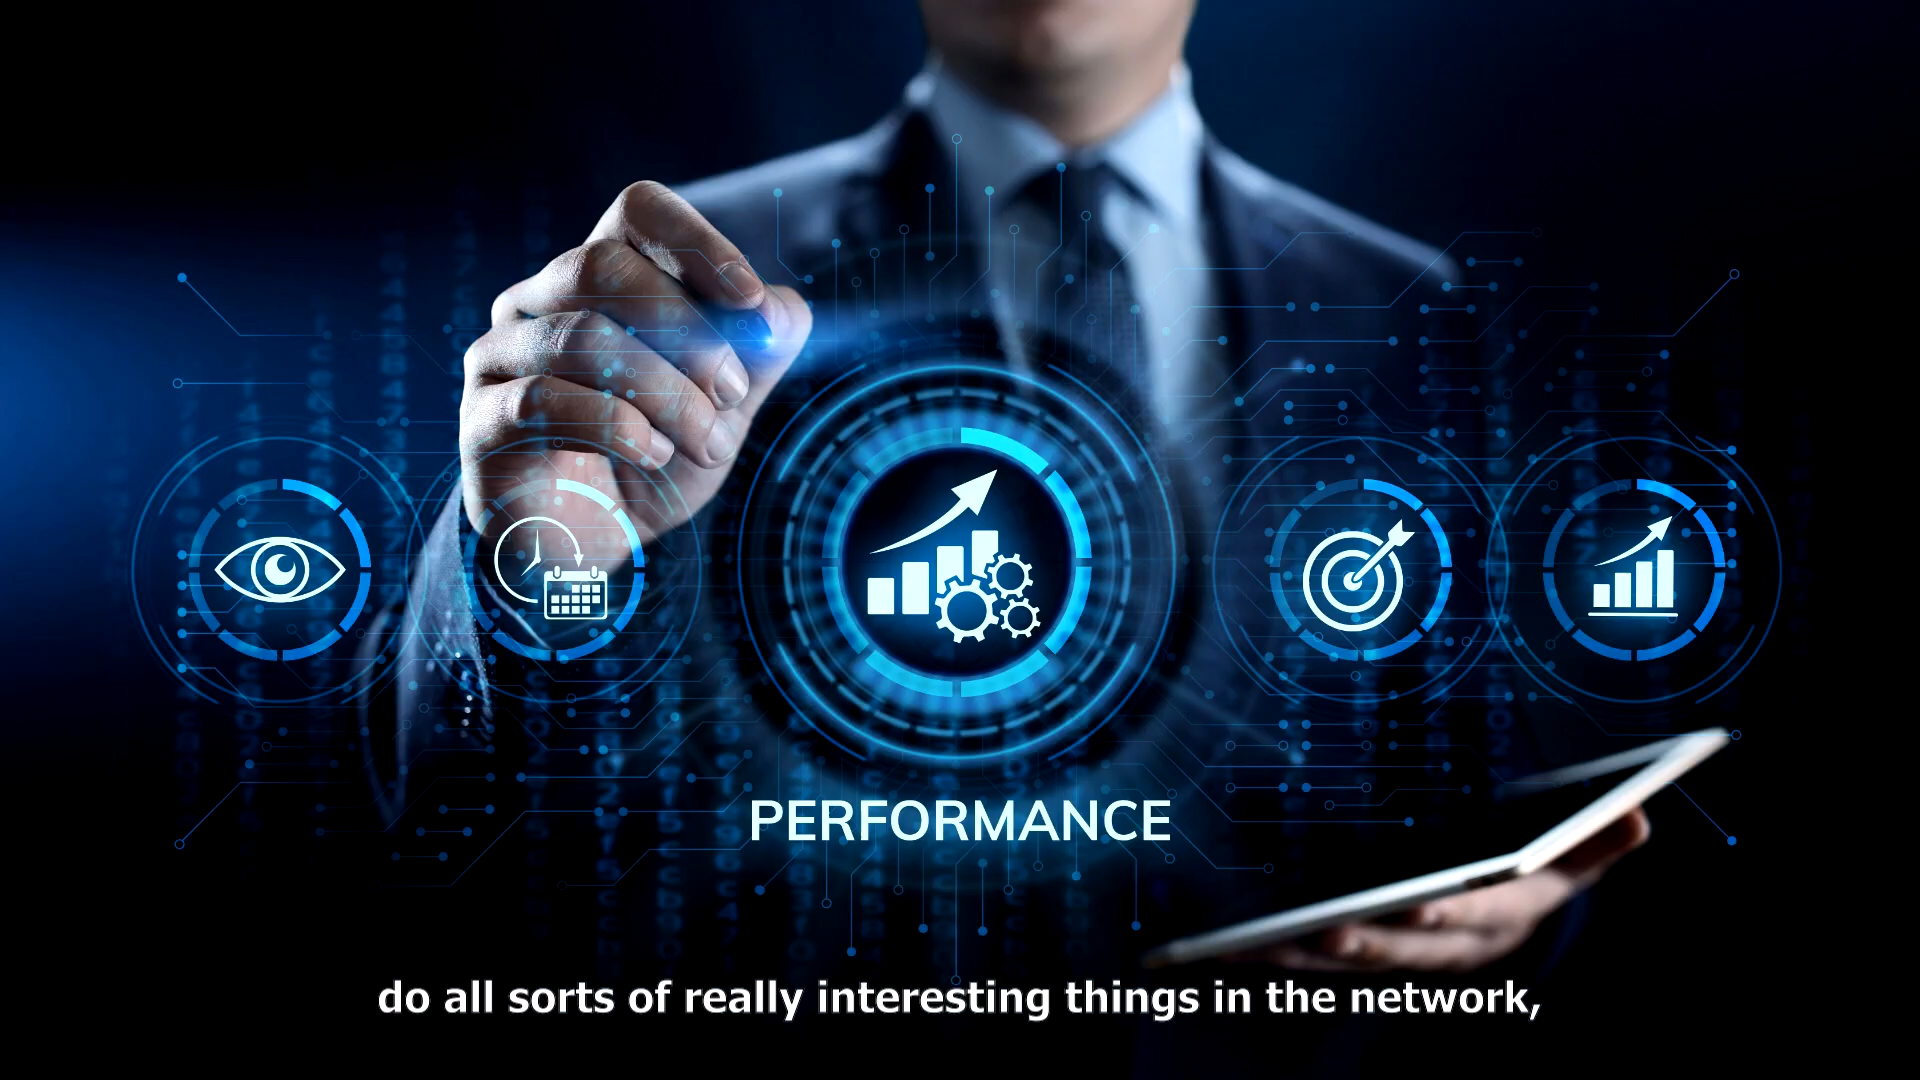 PERFORMANCE
do all sorts of really interesting things in the network,